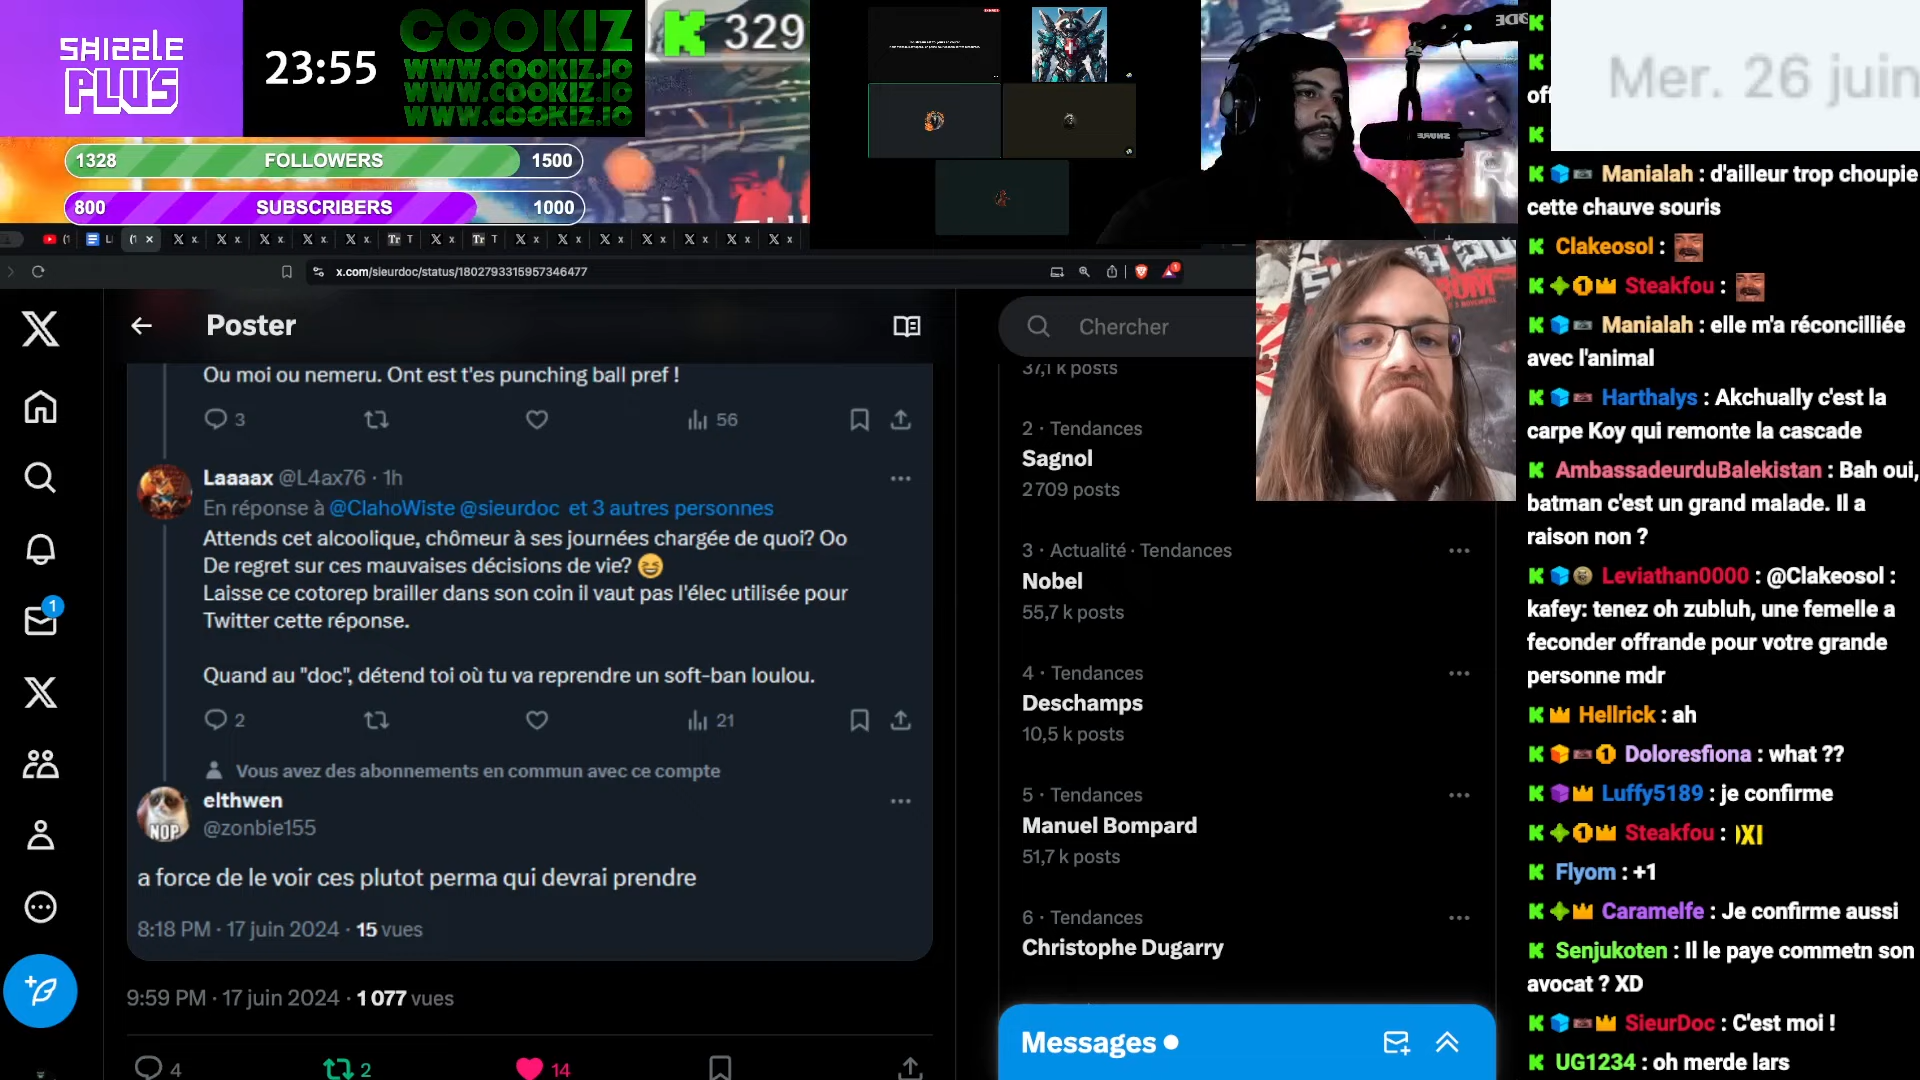 SHIZZLE
PLUS
23:55
COOKIZ
WWW.COOKIZ.IO
WWW.COOKIZ.IO
WWW.COOKIZ.IO
329
1328 FOLLOWERS 1500
800 SUBSCRIBERS 1000
Mer. 26 juin
x.com/sieurdoc/status/1802793315957346477
Poster
Chercher
Ou moi ou nemeru. Ont est t'es punching ball pref !
3
56
Laaaax @L4ax76 · 1h
En réponse à @ClahoWiste @sieurdoc et 3 autres personnes
Attends cet alcoolique, chômeur à ses journées chargée de quoi? Oo
De regret sur ces mauvaises décisions de vie? 😆
Laisse ce cotorep brailler dans son coin il vaut pas l'élec utilisée pour
Twitter cette réponse.
Quand au "doc", détend toi où tu va reprendre un soft-ban loulou.
2
21
Vous avez des abonnements en commun avec ce compte
NOP
elthwen
@zonbie155
a force de le voir ces plutot perma qui devrai prendre
8:18 PM · 17 juin 2024 · 15 vues
9:59 PM · 17 juin 2024 · 1 077 vues
4
2
14
1
37,1 k posts
2 · Tendances
Sagnol
2 709 posts
3 · Actualité · Tendances
Nobel
55,7 k posts
4 · Tendances
Deschamps
10,5 k posts
5 · Tendances
Manuel Bompard
51,7 k posts
6 · Tendances
Christophe Dugarry
Messages
off
Manialah : d'ailleur trop choupie
cette chauve souris
Clakeosol :
Steakfou :
Manialah : elle m'a réconcilliée
avec l'animal
Harthalys : Akchually c'est la
carpe Koy qui remonte la cascade
AmbassadeurduBalekistan : Bah oui,
batman c'est un grand malade. Il a
raison non ?
Leviathan0000 : @Clakeosol :
kafey: tenez oh zubluh, une femelle a
feconder offrande pour votre grande
personne mdr
Hellrick : ah
Doloresfiona : what ??
Luffy5189 : je confirme
Steakfou :
Flyom : +1
Caramelfe : Je confirme aussi
Senjukoten : Il le paye commetn son
avocat ? XD
SieurDoc : C'est moi !
UG1234 : oh merde lars